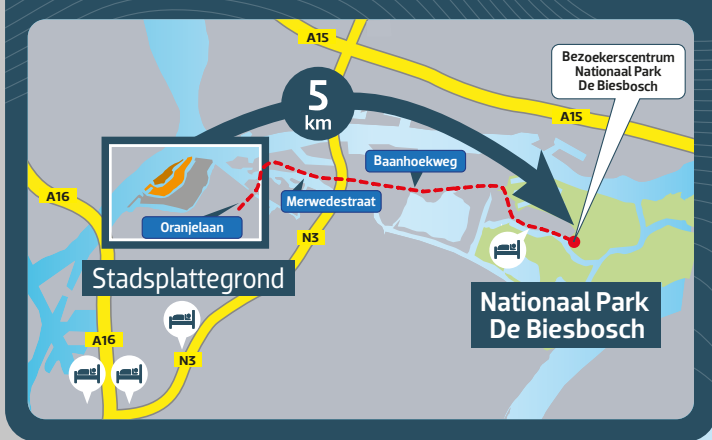 A15
Bezoekerscentrum
Nationaal Park
De Biesbosch
5
km
A15
Baanhoekweg
A16
Merwedestraat
Oranjelaan
N3
Stadsplattegrond
Nationaal Park
De Biesbosch
A16
N3